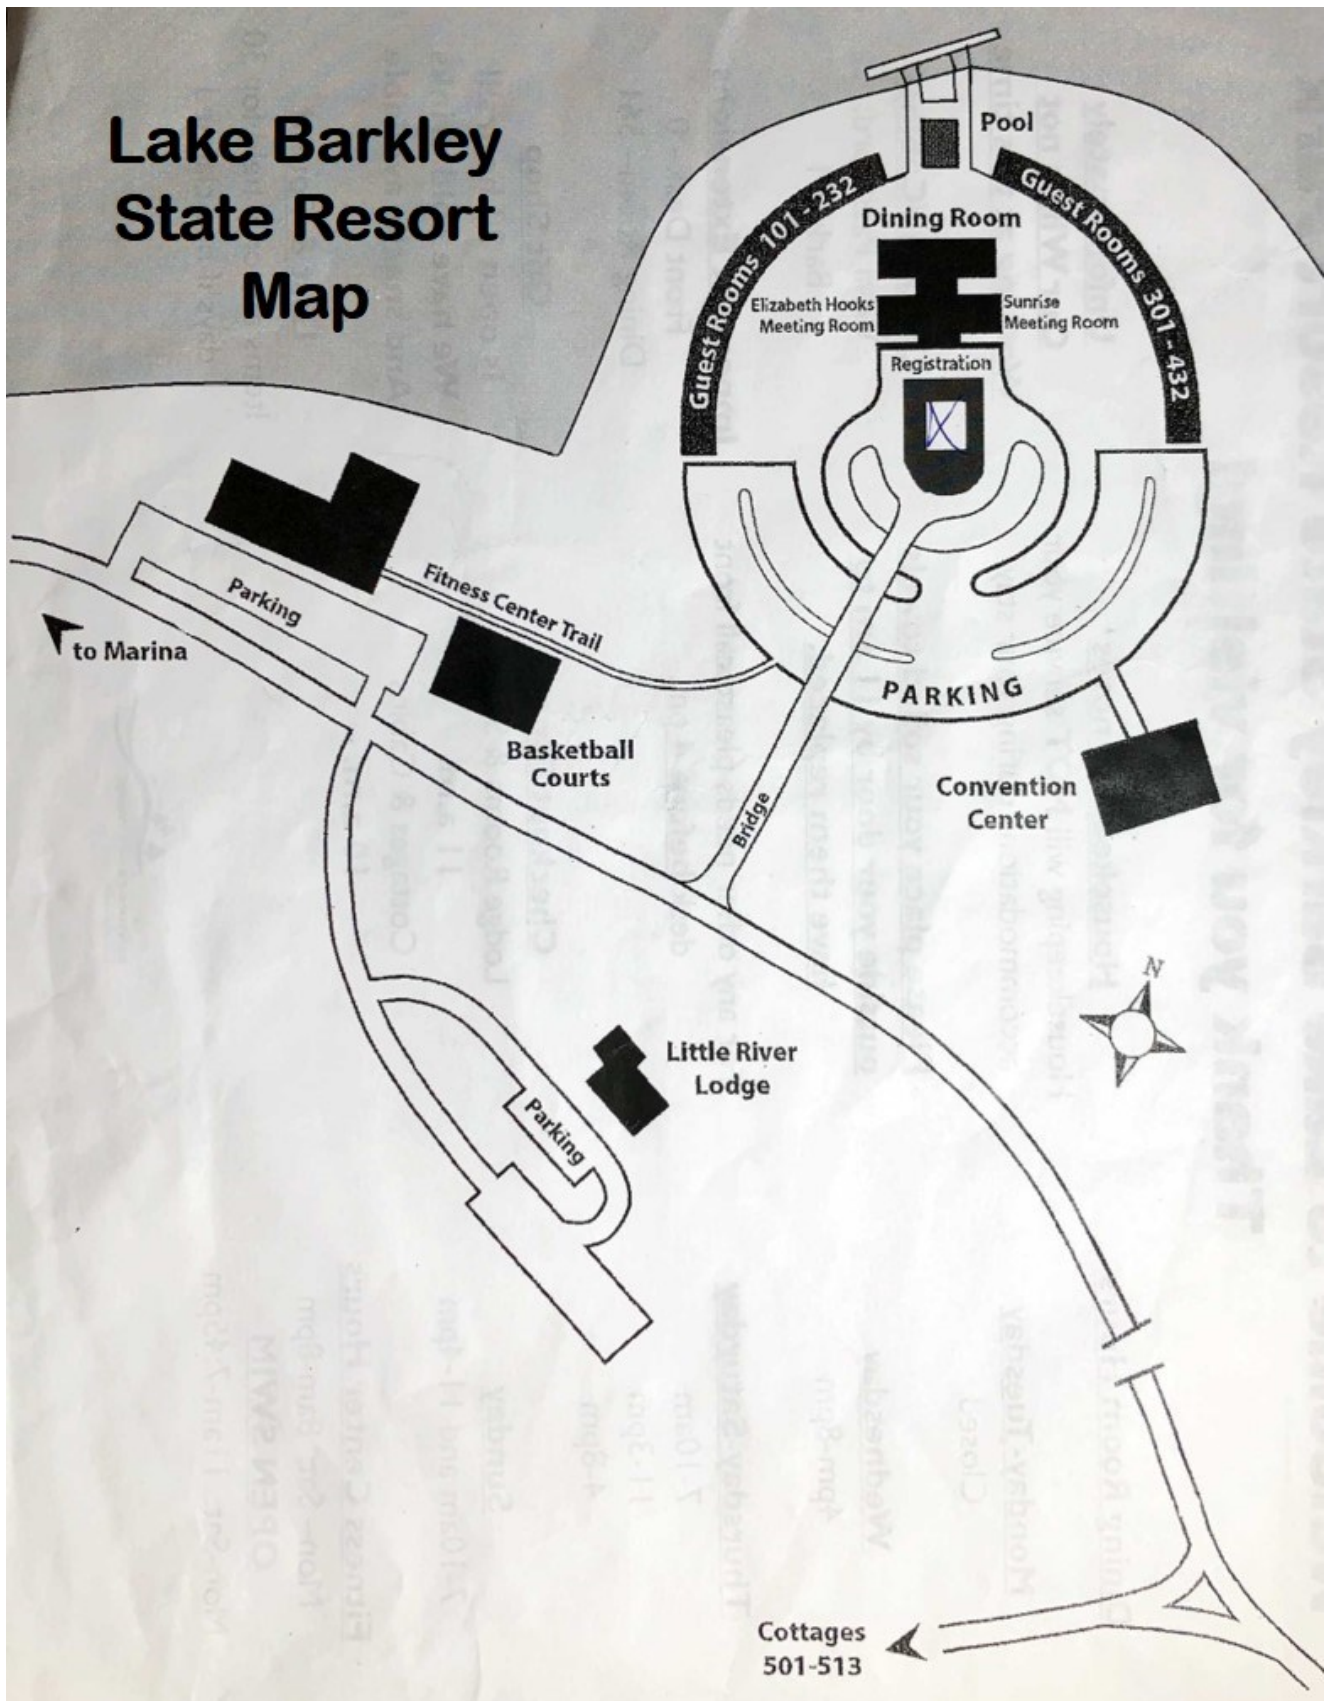 Lake Barkley
State Resort
Map
Pool
Guest Rooms 101 - 232
Guest Rooms 301 - 432
Dining Room
Elizabeth Hooks
Meeting Room
Sunrise
Meeting Room
Registration
Parking
Fitness Center Trail
to Marina
PARKING
Basketball
Courts
Convention
Center
Bridge
N
Little River
Lodge
Parking
Cottages
501-513